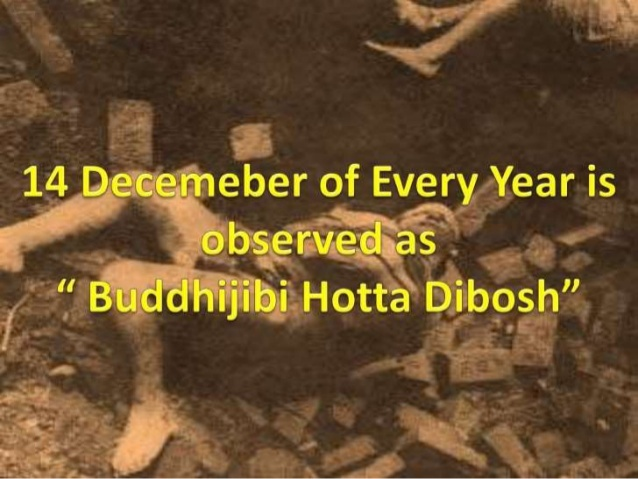 14 Decemeber of Every Year is
observed as
“ Buddhijibi Hotta Dibosh”